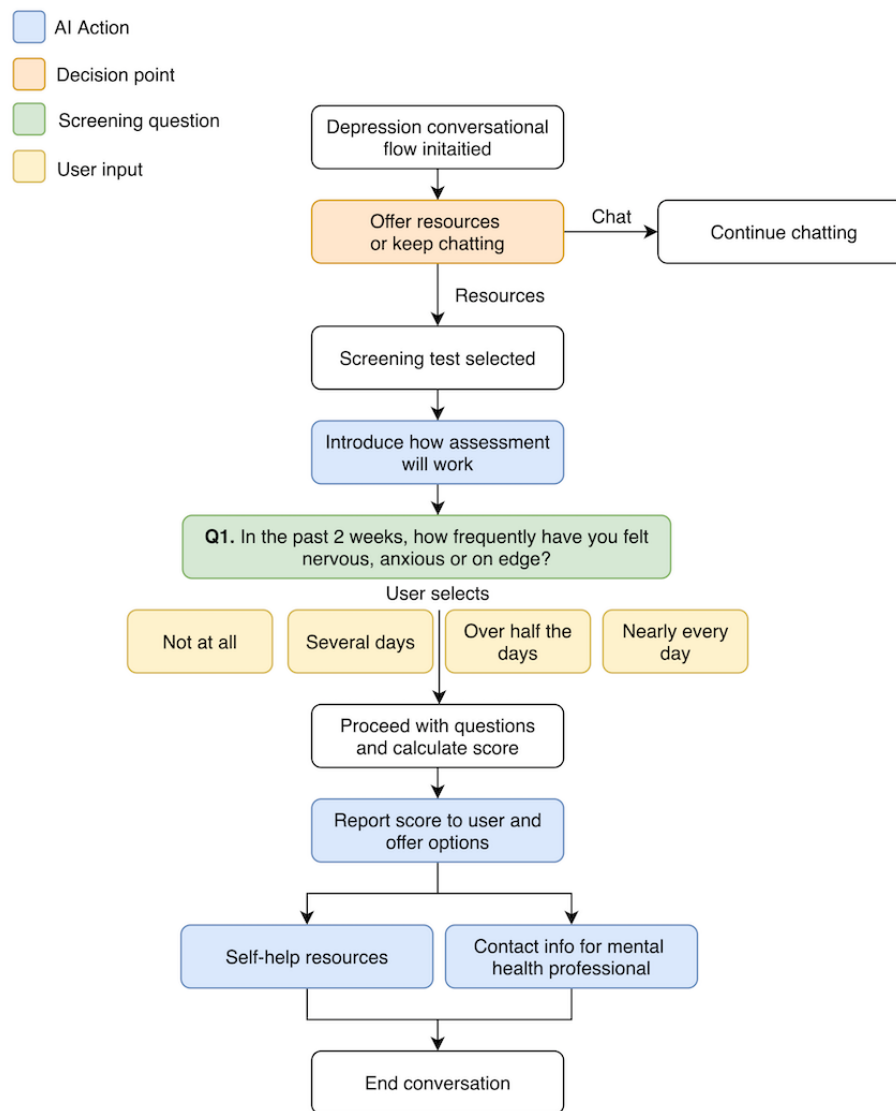 AI Action
Decision point
Screening question
User input
Depression conversational
flow initaitied
Offer resources
or keep chatting
Chat
Continue chatting
Resources
Screening test selected
Introduce how assessment
will work
Q1. In the past 2 weeks, how frequently have you felt
nervous, anxious or on edge?
User selects
Not at all
Several days
Over half the
days
Nearly every
day
Proceed with questions
and calculate score
Report score to user and
offer options
Self-help resources
Contact info for mental
health professional
End conversation